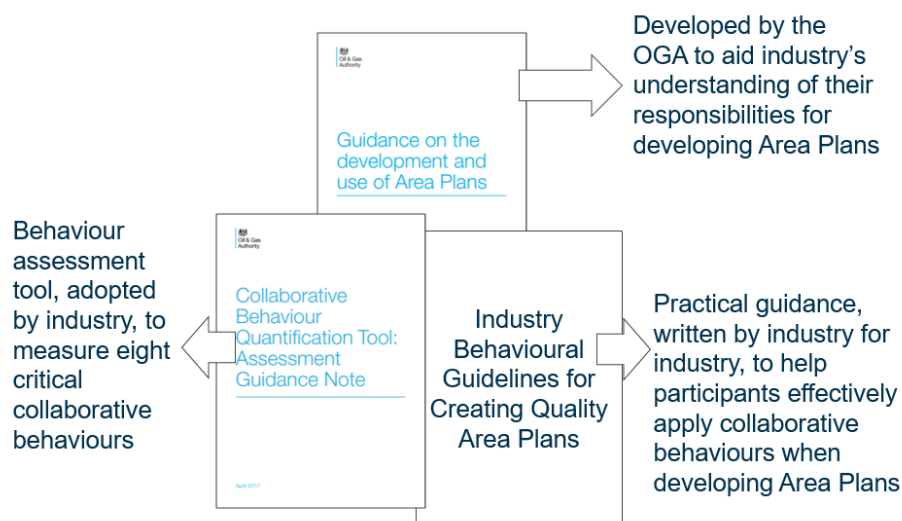 Oil & Gas
Authority
Guidance on the
development and
use of Area Plans
Developed by the
OGA to aid industry's
understanding of their
responsibilities for
developing Area Plans
Behaviour
assessment
tool, adopted
by industry, to
measure eight
critical
collaborative
behaviours
Oil & Gas
Authority
Collaborative
Behaviour
Quantification Tool:
Assessment
Guidance Note
April 2017
Industry
Behavioural
Guidelines for
Creating Quality
Area Plans
Practical guidance,
written by industry for
industry, to help
participants effectively
apply collaborative
behaviours when
developing Area Plans